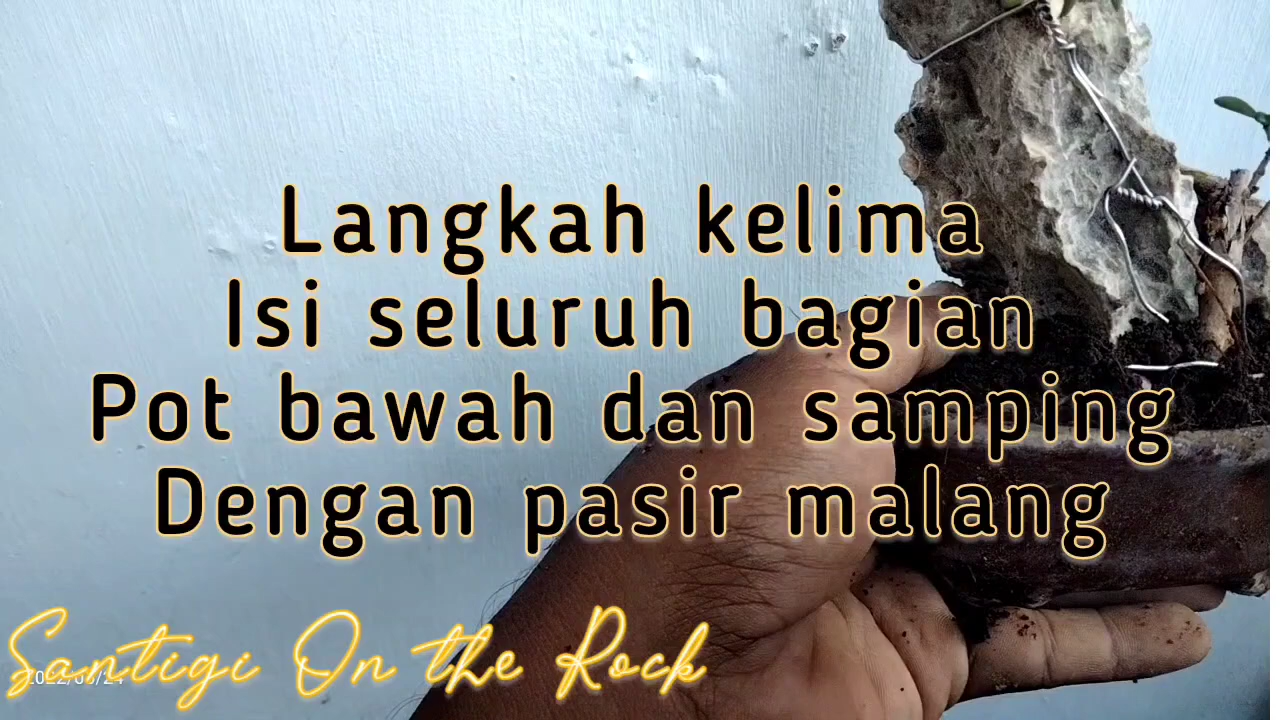 Langkah kelima
Isi seluruh bagian
Pot bawah dan samping
Dengan pasir malang
Santigi On the Rock